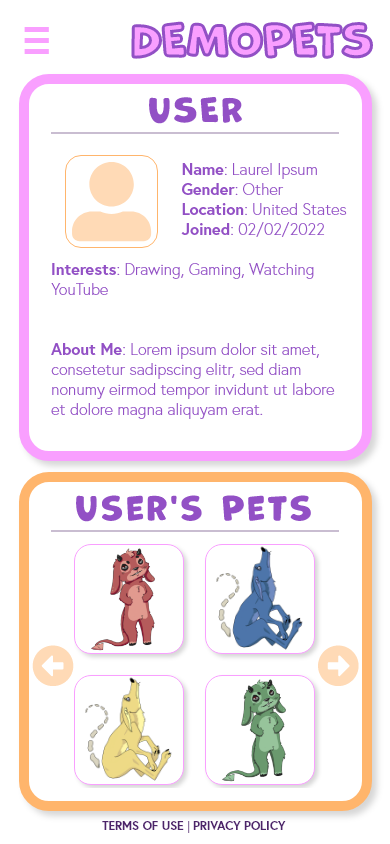 DEMOPETS
USER
Name: Laurel Ipsum
Gender: Other
Location: United States
Joined: 02/02/2022
Interests: Drawing, Gaming, Watching
YouTube
About Me: Lorem ipsum dolor sit amet,
consetetur sadipscing elitr, sed diam
nonumy eirmod tempor invidunt ut labore
et dolore magna aliquyam erat.
USER'S PETS
TERMS OF USE | PRIVACY POLICY